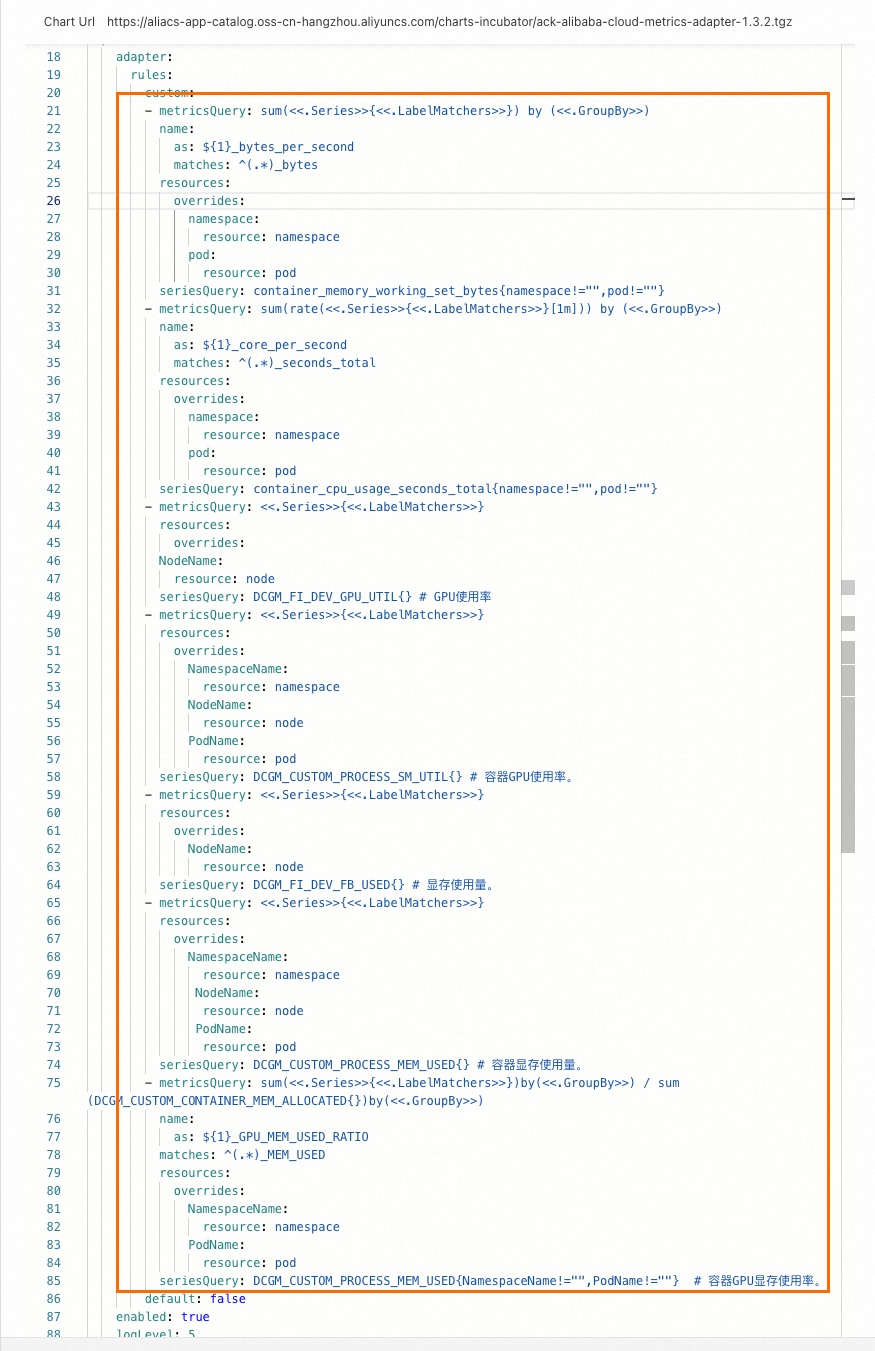 Chart Url https://aliacs-app-catalog.oss-cn-hangzhou.aliyuncs.com/charts-incubator/ack-alibaba-cloud-metrics-adapter-1.3.2.tgz
18 adapter:
19 rules:
20 custom:
21 - metricsQuery: sum(<<.Series>>{<<.LabelMatchers>>}) by (<<.GroupBy>>)
22 name:
23 as: ${1}_bytes_per_second
24 matches: ^(.*)_bytes
25 resources:
26 overrides:
27 namespace:
28 resource: namespace
29 pod:
30 resource: pod
31 seriesQuery: container_memory_working_set_bytes{namespace!="",pod!=""}
32 - metricsQuery: sum(rate(<<.Series>>{<<.LabelMatchers>>}[1m])) by (<<.GroupBy>>)
33 name:
34 as: ${1}_core_per_second
35 matches: ^(.*)_seconds_total
36 resources:
37 overrides:
38 namespace:
39 resource: namespace
40 pod:
41 resource: pod
42 seriesQuery: container_cpu_usage_seconds_total{namespace!="",pod!=""}
43 - metricsQuery: <<.Series>>{<<.LabelMatchers>>}
44 resources:
45 overrides:
46 NodeName:
47 resource: node
48 seriesQuery: DCGM_FI_DEV_GPU_UTIL{} # GPU使用率
49 - metricsQuery: <<.Series>>{<<.LabelMatchers>>}
50 resources:
51 overrides:
52 NamespaceName:
53 resource: namespace
54 NodeName:
55 resource: node
56 PodName:
57 resource: pod
58 seriesQuery: DCGM_CUSTOM_PROCESS_SM_UTIL{} # 容器GPU使用率。
59 - metricsQuery: <<.Series>>{<<.LabelMatchers>>}
60 resources:
61 overrides:
62 NodeName:
63 resource: node
64 seriesQuery: DCGM_FI_DEV_FB_USED{} # 显存使用量。
65 - metricsQuery: <<.Series>>{<<.LabelMatchers>>}
66 resources:
67 overrides:
68 NamespaceName:
69 resource: namespace
70 NodeName:
71 resource: node
72 PodName:
73 resource: pod
74 seriesQuery: DCGM_CUSTOM_PROCESS_MEM_USED{} # 容器显存使用量。
75 - metricsQuery: sum(<<.Series>>{<<.LabelMatchers>>})by(<<.GroupBy>>) / sum
(DCGM_CUSTOM_CONTAINER_MEM_ALLOCATED{})by(<<.GroupBy>>)
76 name:
77 as: ${1}_GPU_MEM_USED_RATIO
78 matches: ^(.*)_MEM_USED
79 resources:
80 overrides:
81 NamespaceName:
82 resource: namespace
83 PodName:
84 resource: pod
85 seriesQuery: DCGM_CUSTOM_PROCESS_MEM_USED{NamespaceName!="",PodName!=""} # 容器GPU显存使用率。
86 default: false
87 enabled: true
88 logLevel: 5